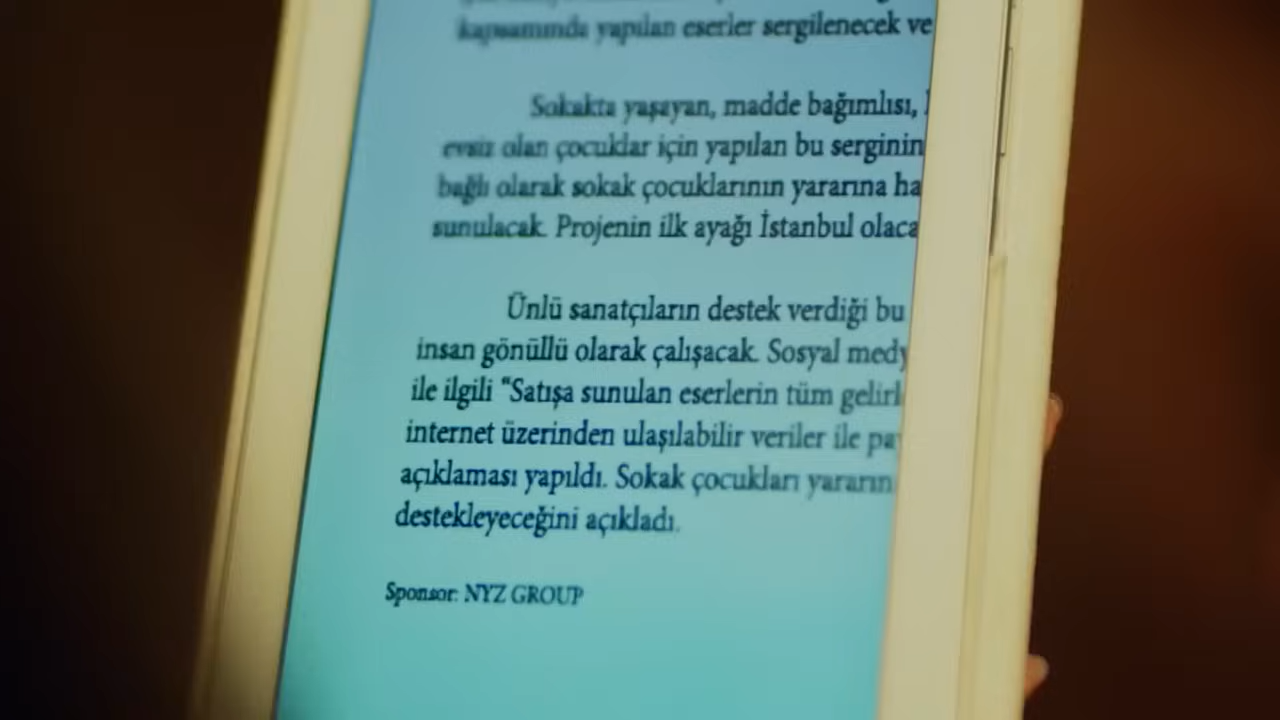 kapsamında yapılan eserler sergilenecek ve
Sokakta yaşayan, madde bağımlısı,
evsiz olan çocuklar için yapılan bu serginin
bağlı olarak sokak çocuklarının yararına ha
sunulacak. Projenin ilk ayağı İstanbul olaca
Ünlü sanatçıların destek verdiği bu
insan gönüllü olarak çalışacak. Sosyal medy
ile ilgili "Satışa sunulan eserlerin tüm gelirl
internet üzerinden ulaşılabilir veriler ile pa
açıklaması yapıldı. Sokak çocukları yararın
destekleyeceğini açıkladı.
Sponsor: NYZ GROUP